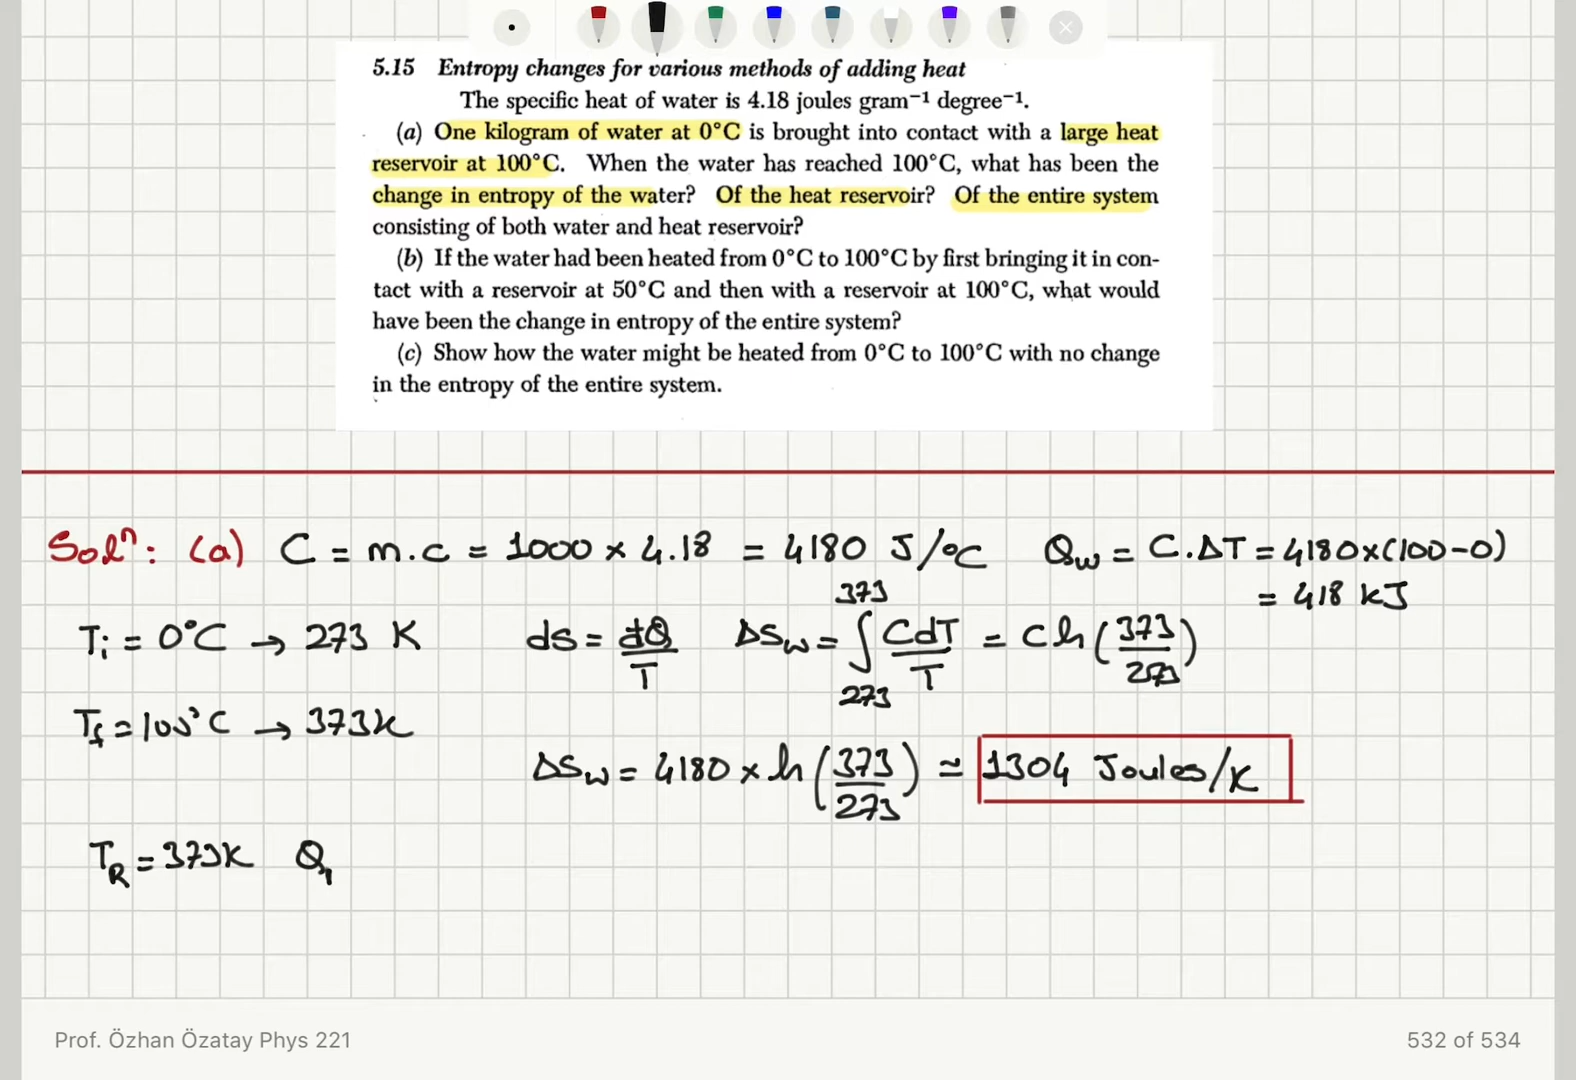 5.15 Entropy changes for various methods of adding heat
The specific heat of water is 4.18 joules gram⁻¹ degree⁻¹.
(a) One kilogram of water at 0°C is brought into contact with a large heat
reservoir at 100°C. When the water has reached 100°C, what has been the
change in entropy of the water? Of the heat reservoir? Of the entire system
consisting of both water and heat reservoir?
(b) If the water had been heated from 0°C to 100°C by first bringing it in con-
tact with a reservoir at 50°C and then with a reservoir at 100°C, what would
have been the change in entropy of the entire system?
(c) Show how the water might be heated from 0°C to 100°C with no change
in the entropy of the entire system.
Solⁿ: (a) C = m.c = 1000 × 4.18 = 4180 J/°C Q_w = C.ΔT = 4180×(100-0)
= 418 kJ
T_i = 0°C → 273 K dS = đQ/T ΔS_w = ∫_273^373 CdT/T = C ln(373/273)
T_f = 100°C → 373K
ΔS_w = 4180 × ln(373/273) ≃ 1304 Joules/K
T_R = 373K Q_1
Prof. Özhan Özatay Phys 221
532 of 534